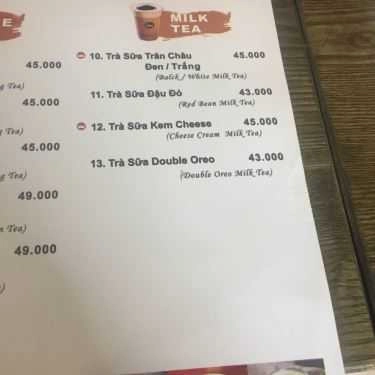 E
MILK
TEA
45.000
g Tea)
45.000
g Tea)
45.000
g Tea)
49.000
n Tea)
49.000
10. Trà Sữa Trân Châu 45.000
Đen / Trắng
(Balck / White Milk Tea)
11. Trà Sữa Đậu Đỏ 43.000
(Red Bean Milk Tea)
12. Trà Sữa Kem Cheese 45.000
(Cheese Cream Milk Tea)
13. Trà Sữa Double Oreo 43.000
(Double Oreo Milk Tea)